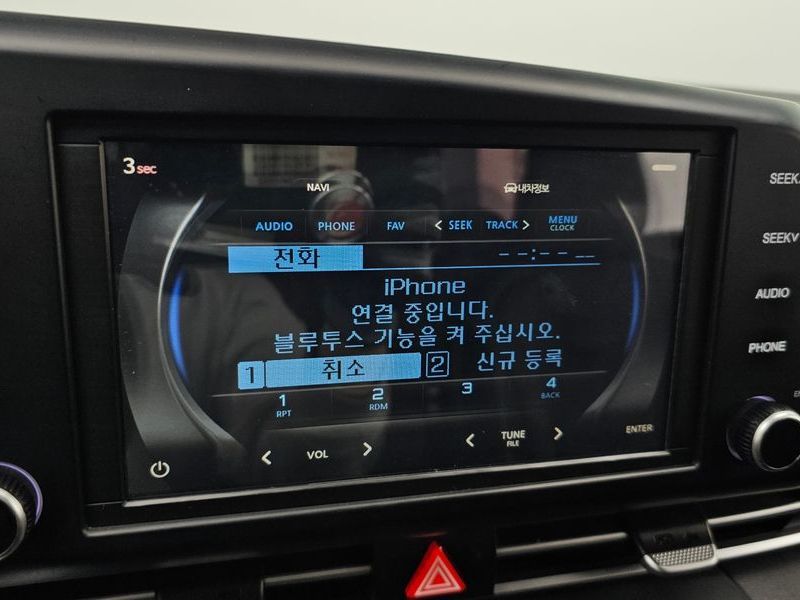 3 sec
NAVI 내차정보
AUDIO PHONE FAV < SEEK TRACK > MENU
CLOCK
전화 --:-- --
iPhone
연결 중입니다.
블루투스 기능을 켜 주십시오.
1 취소 2 신규 등록
1 2 3 4
RPT RDM BACK
< VOL > < TUNE > ENTER
FILE
SEEK
SEEK
AUDIO
PHONE